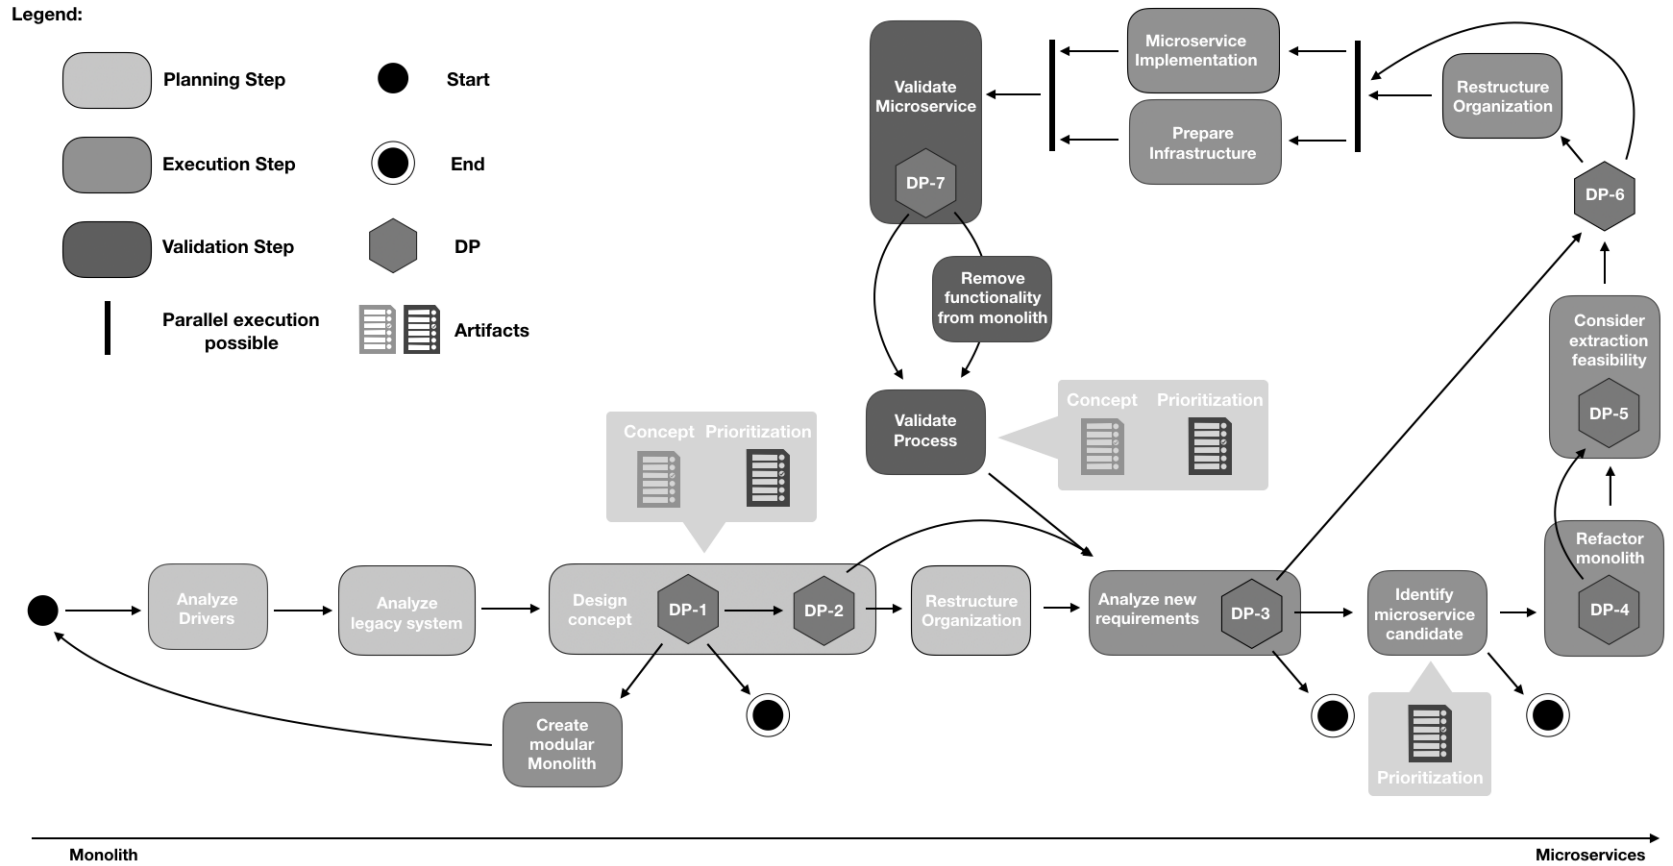 Legend:
Planning Step
Start
Execution Step
End
Validation Step
DP
Parallel execution
possible
Artifacts
Validate
Microservice
DP-7
Microservice
Implementation
Prepare
Infrastructure
Restructure
Organization
DP-6
Remove
functionality
from monolith
Consider
extraction
feasibility
DP-5
Validate
Process
Concept
Prioritization
Concept
Prioritization
Analyze
Drivers
Analyze
legacy system
Design
concept
DP-1
DP-2
Restructure
Organization
Analyze new
requirements
DP-3
Identify
microservice
candidate
Refactor
monolith
DP-4
Create
modular
Monolith
Prioritization
Monolith
Microservices